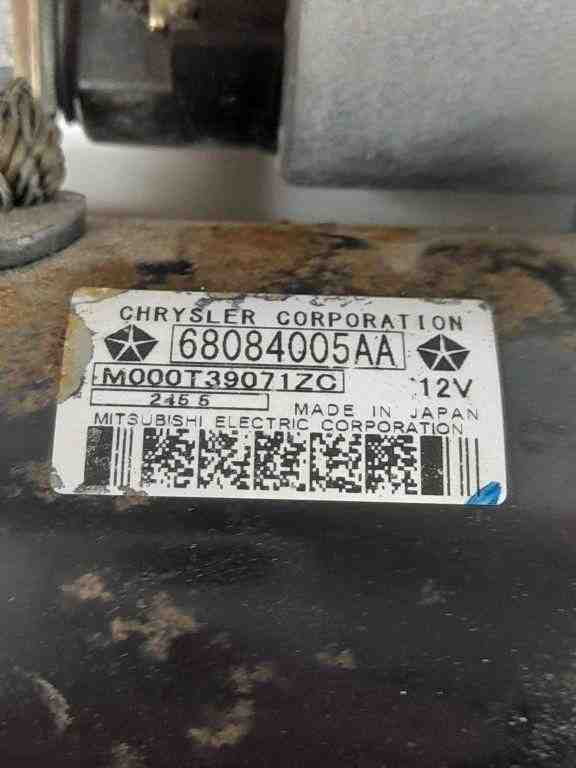 CHRYSLER CORPORATION
68084005AA
M000T39071ZC 12V
245 5
MADE IN JAPAN
MITSUBISHI ELECTRIC CORPORATION